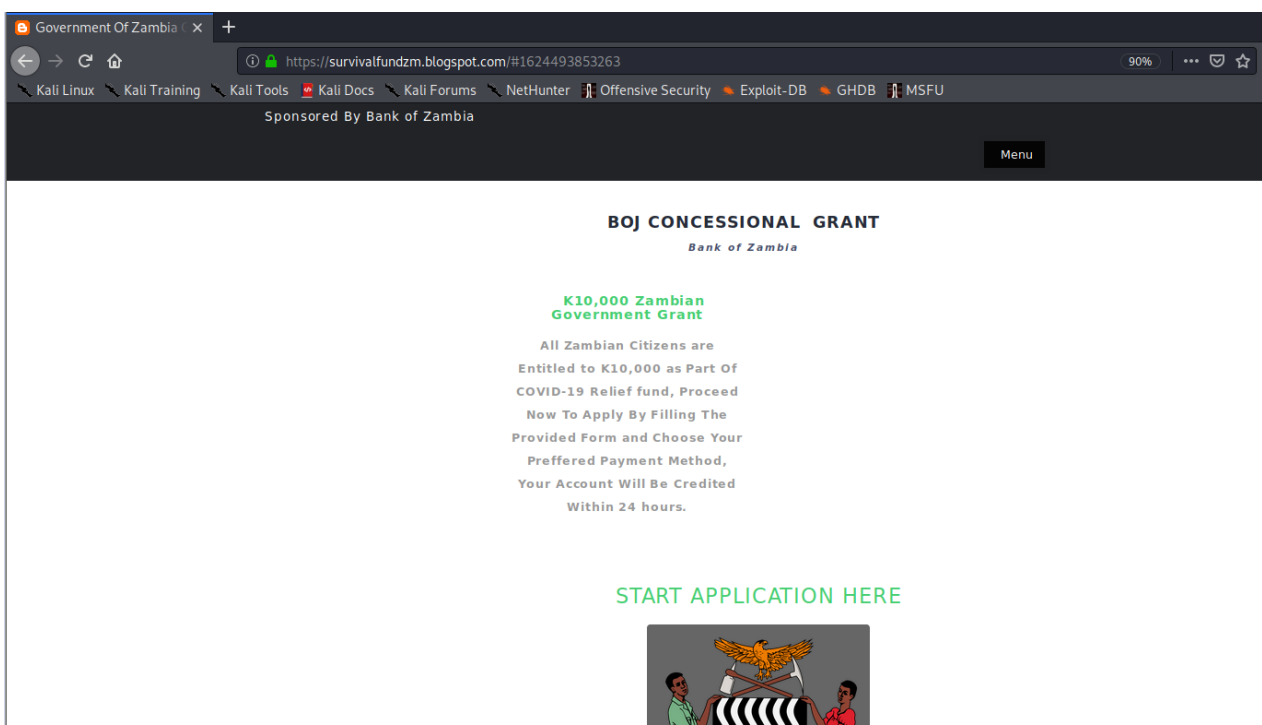 Government Of Zambia
https://survivalfundzm.blogspot.com/#1624493853263
90%
Kali Linux Kali Training Kali Tools Kali Docs Kali Forums NetHunter Offensive Security Exploit-DB GHDB MSFU
Sponsored By Bank of Zambia
Menu
BOJ CONCESSIONAL GRANT
Bank of Zambia
K10,000 Zambian
Government Grant
All Zambian Citizens are
Entitled to K10,000 as Part Of
COVID-19 Relief fund, Proceed
Now To Apply By Filling The
Provided Form and Choose Your
Preffered Payment Method,
Your Account Will Be Credited
Within 24 hours.
START APPLICATION HERE